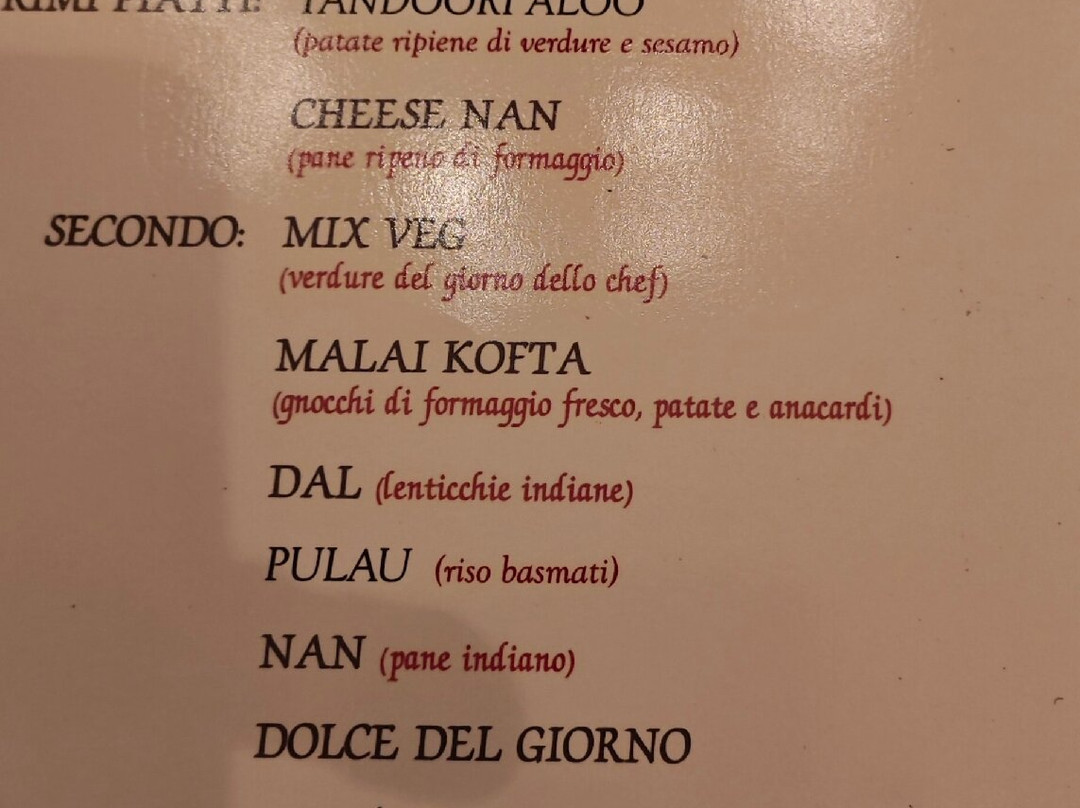 PIATTI: TANDOORI ALOO
(patate ripiene di verdure e sesamo)
CHEESE NAN
(pane ripeno di formaggio)
SECONDO: MIX VEG
(verdure del giorno dello chef)
MALAI KOFTA
(gnocchi di formaggio fresco, patate e anacardi)
DAL (lenticchie indiane)
PULAU (riso basmati)
NAN (pane indiano)
DOLCE DEL GIORNO